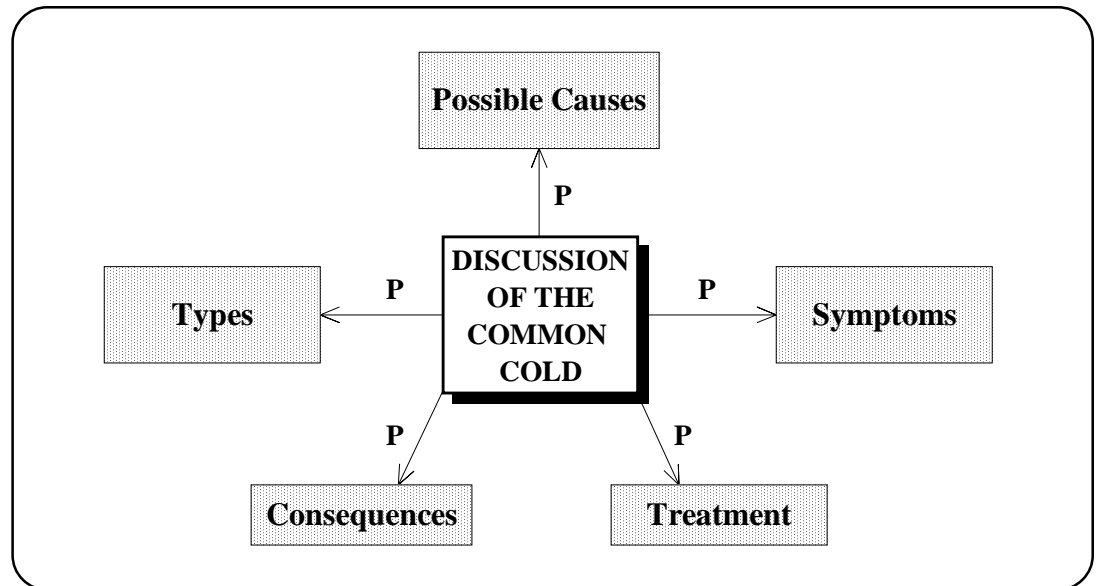 Possible Causes
P
DISCUSSION
OF THE
COMMON
COLD
Types
P
P
Symptoms
P
P
Consequences
Treatment